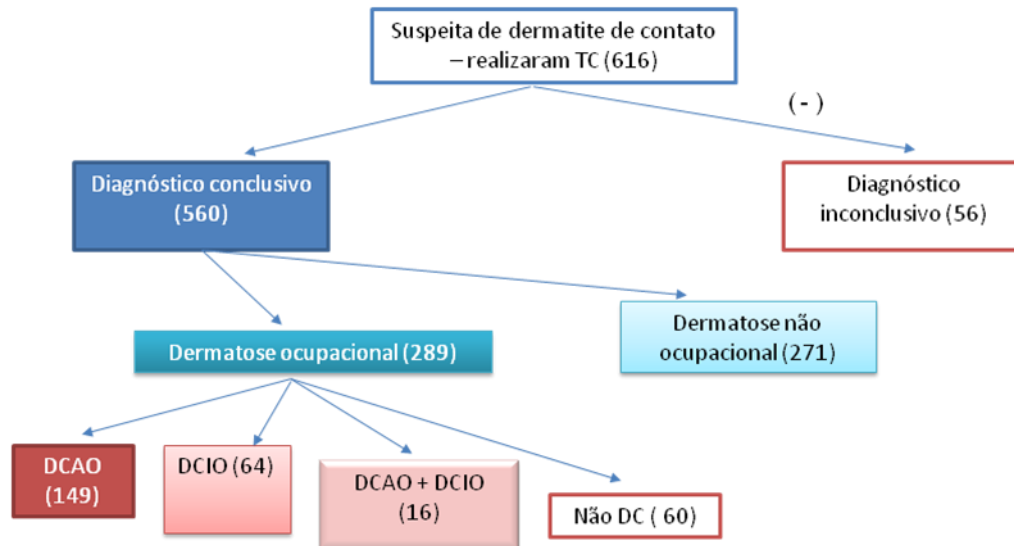 Suspeita de dermatite de contato
– realizaram TC (616)
( - )
Diagnóstico conclusivo
(560)
Diagnóstico
inconclusivo (56)
Dermatose ocupacional (289)
Dermatose não
ocupacional (271)
DCAO
(149)
DCIO (64)
DCAO + DCIO
(16)
Não DC ( 60)